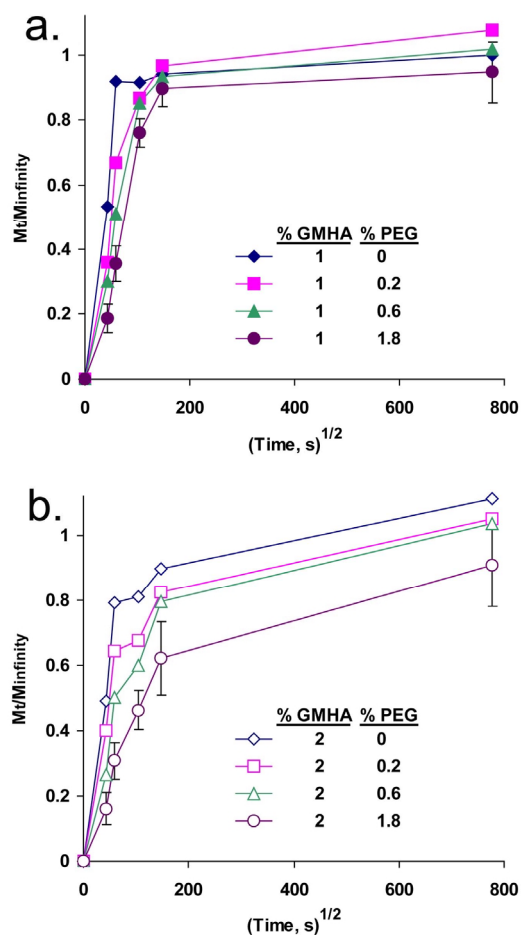 a.
1
0.8
0.6
0.4
0.2
0
Mt/Minfinity
% GMHA % PEG
1 0
1 0.2
1 0.6
1 1.8
0 200 400 600 800
(Time, s)1/2
b.
1
0.8
0.6
0.4
0.2
0
Mt/Minfinity
% GMHA % PEG
2 0
2 0.2
2 0.6
2 1.8
0 200 400 600 800
(Time, s)1/2